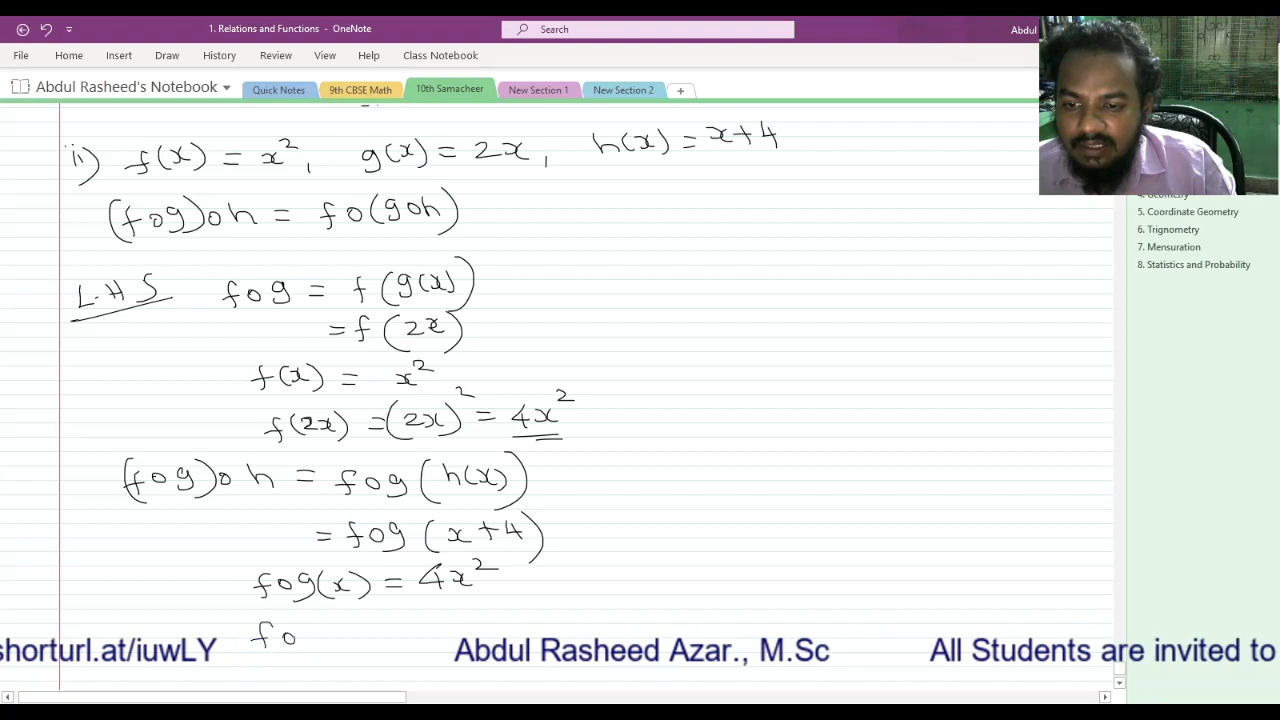 1. Relations and Functions - OneNote
Search
Abdul
File Home Insert Draw History Review View Help Class Notebook
Abdul Rasheed's Notebook
Quick Notes 9th CBSE Math 10th Samacheer New Section 1 New Section 2 +
ii) f(x) = x², g(x) = 2x, h(x) = x+4
(fog)oh = fo(goh)
L.H S fog = f(g(x))
= f(2x)
f(x) = x²
f(2x) = (2x)² = 4x²
(fog)oh = fog(h(x))
= fog(x+4)
fog(x) = 4x²
fo
4. Geometry
5. Coordinate Geometry
6. Trignometry
7. Mensuration
8. Statistics and Probability
shorturl.at/iuwLY Abdul Rasheed Azar., M.Sc All Students are invited to